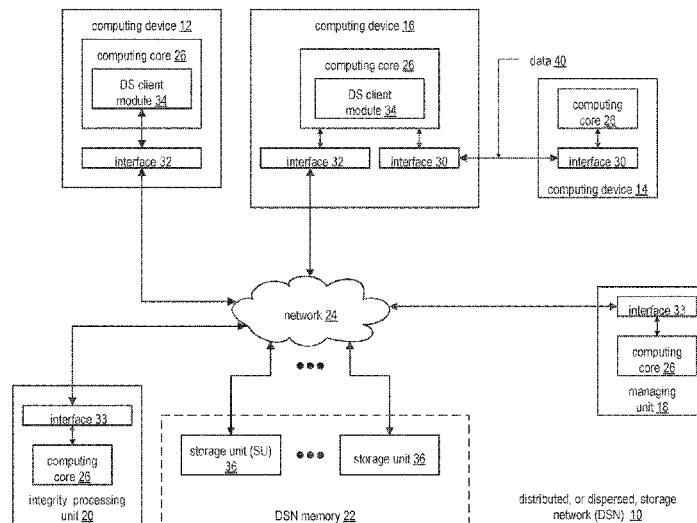 computing device 12
computing core 26
DS client
module 34
interface 32
computing device 16
computing core 26
DS client
module 34
interface 32
interface 30
data 40
computing
core 26
interface 30
computing device 14
network 24
interface 33
computing
core 26
managing
unit 18
interface 33
computing
core 26
integrity processing
unit 20
storage unit (SU)
36
storage unit 36
DSN memory 22
distributed, or dispersed, storage
network (DSN) 10